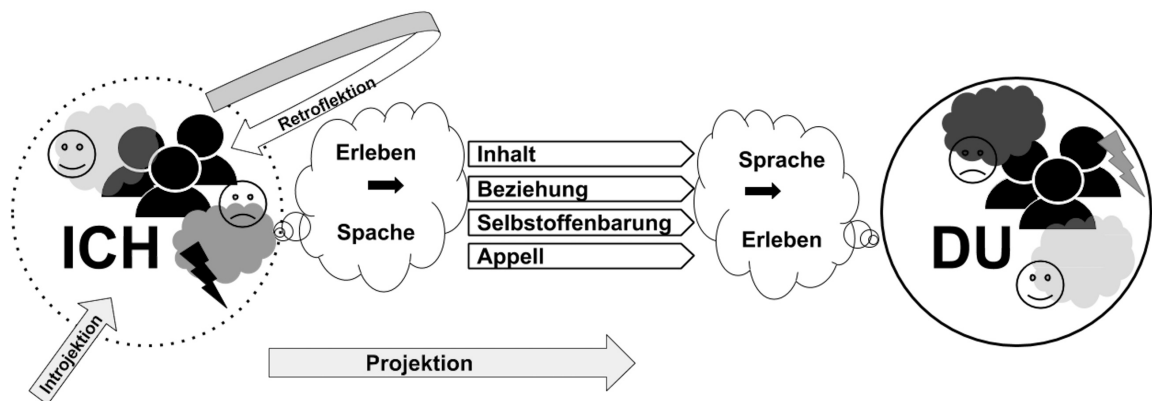 Retroflektion
Erleben
Spache
ICH
Introjektion
Inhalt
Beziehung
Selbstoffenbarung
Appell
Projektion
Sprache
Erleben
DU